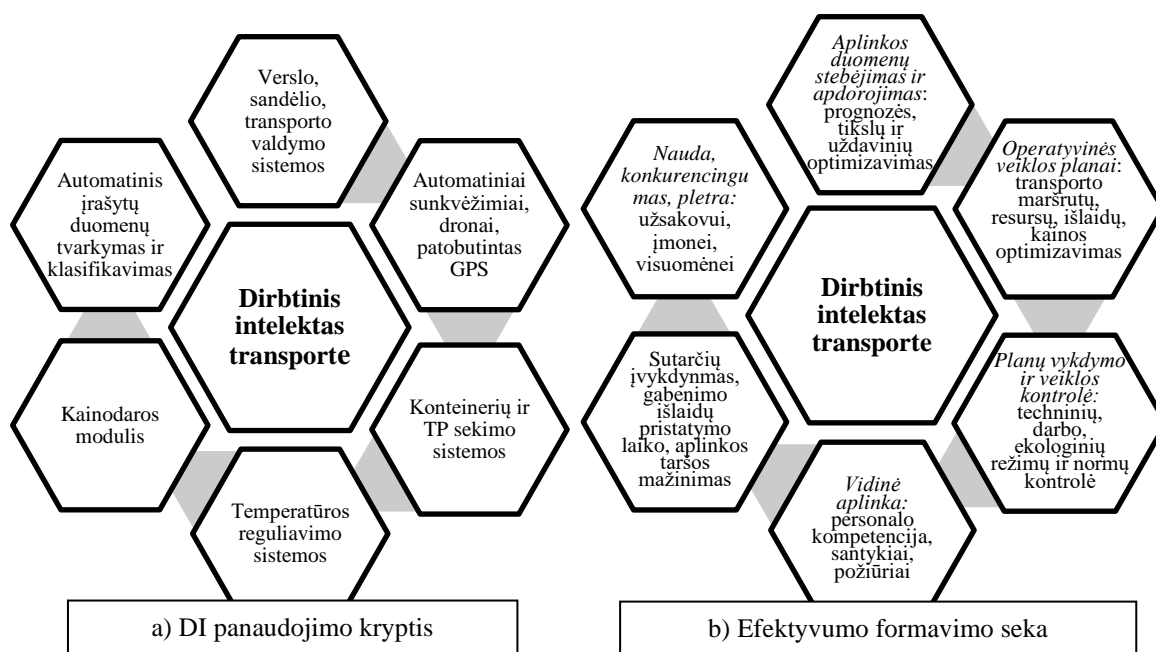 Verslo,
sandėlio,
transporto
valdymo
sistemos
Automatiniai
sunkvėžimiai,
dronai,
patobutintas
GPS
Konteinerių ir
TP sekimo
sistemos
Temperatūros
reguliavimo
sistemos
Kainodaros
modulis
Automatinis
įrašytų
duomenų
tvarkymas ir
klasifikavimas
Dirbtinis
intelektas
transporte
a) DI panaudojimo kryptis
Aplinkos
duomenų
stebėjimas ir
apdorojimas:
prognozės,
tikslų ir
uždavinių
optimizavimas
Operatyvinės
veiklos planai:
transporto
maršrutų,
resursų, išlaidų,
kainos
optimizavimas
Planų vykdymo
ir veiklos
kontrolė:
techninių,
darbo,
ekologinių
režimų ir normų
kontrolė
Vidinė
aplinka:
personalo
kompetencija,
santykiai,
požiūriai
Sutarčių
įvykdynmas,
gabenimo
išlaidų
pristatymo
laiko, aplinkos
taršos
mažinimas
Nauda,
konkurencingu
mas, pletra:
užsakovui,
įmonei,
visuomėnei
Dirbtinis
intelektas
transporte
b) Efektyvumo formavimo seka